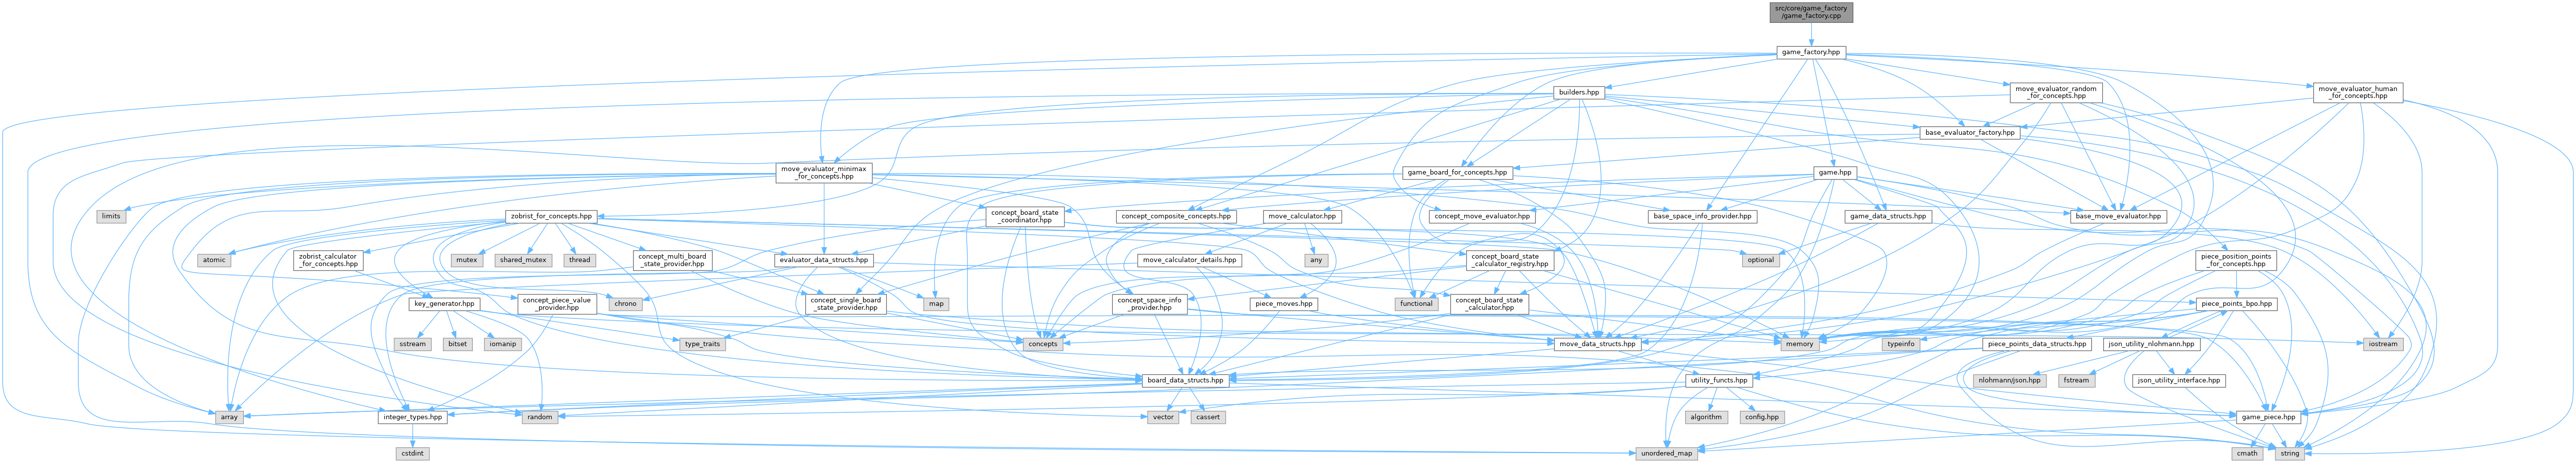 src/core/game_factory
/game_factory.cpp
game_factory.hpp
builders.hpp
move_evaluator_random
_for_concepts.hpp
move_evaluator_human
_for_concepts.hpp
base_evaluator_factory.hpp
move_evaluator_minimax
_for_concepts.hpp
game_board_for_concepts.hpp
game.hpp
limits
zobrist_for_concepts.hpp
concept_board_state
_coordinator.hpp
concept_composite_concepts.hpp
move_calculator.hpp
concept_move_evaluator.hpp
base_space_info_provider.hpp
game_data_structs.hpp
base_move_evaluator.hpp
atomic
zobrist_calculator
_for_concepts.hpp
mutex
shared_mutex
thread
concept_multi_board
_state_provider.hpp
evaluator_data_structs.hpp
move_calculator_details.hpp
any
concept_board_state
_calculator_registry.hpp
optional
piece_position_points
_for_concepts.hpp
key_generator.hpp
concept_piece_value
_provider.hpp
chrono
concept_single_board
_state_provider.hpp
map
concept_space_info
_provider.hpp
piece_moves.hpp
functional
concept_board_state
_calculator.hpp
piece_points_bpo.hpp
sstream
bitset
iomanip
type_traits
concepts
move_data_structs.hpp
memory
typeinfo
piece_points_data_structs.hpp
json_utility_nlohmann.hpp
iostream
board_data_structs.hpp
utility_functs.hpp
nlohmann/json.hpp
fstream
json_utility_interface.hpp
array
integer_types.hpp
random
vector
cassert
algorithm
config.hpp
game_piece.hpp
cstdint
unordered_map
cmath
string